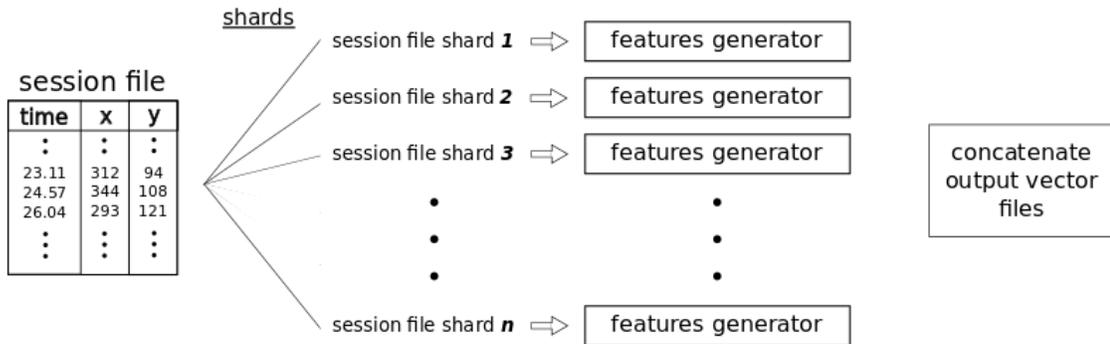 shards
session file
time x y
23.11 312 94
24.57 344 108
26.04 293 121
session file shard 1
features generator
session file shard 2
features generator
session file shard 3
features generator
session file shard n
features generator
concatenate
output vector
files